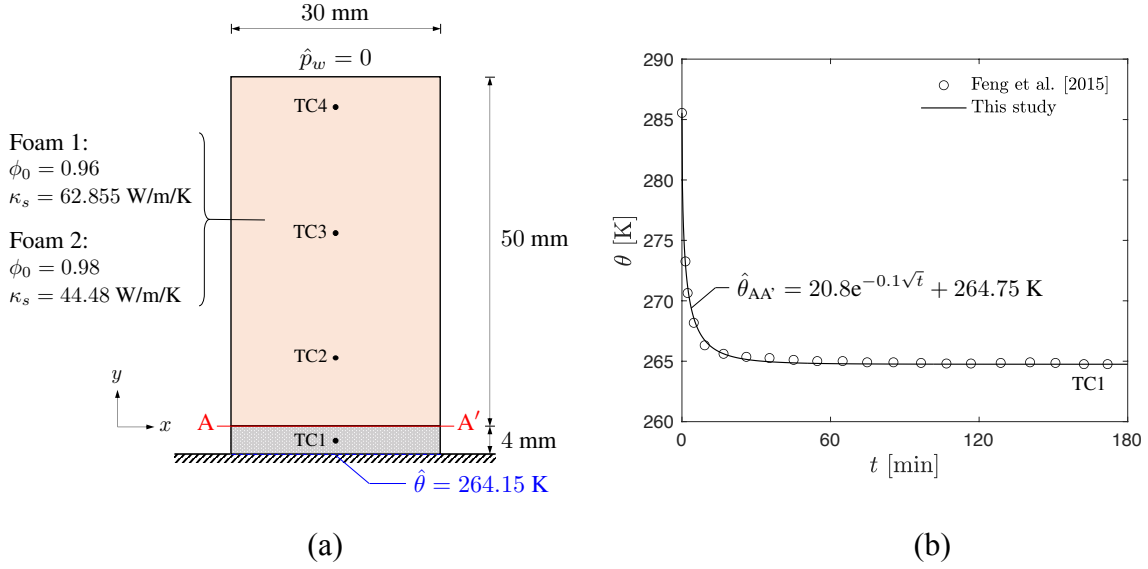 30 mm
p̂_w = 0
TC4
Foam 1:
ϕ₀ = 0.96
κ_s = 62.855 W/m/K
Foam 2:
ϕ₀ = 0.98
κ_s = 44.48 W/m/K
TC3
50 mm
TC2
y
x
A
A′
TC1
4 mm
θ̂ = 264.15 K
(a)
290
285
280
275
270
265
260
θ [K]
Feng et al. [2015]
This study
θ̂_AA' = 20.8e^{−0.1√t} + 264.75 K
TC1
0
60
120
180
t [min]
(b)